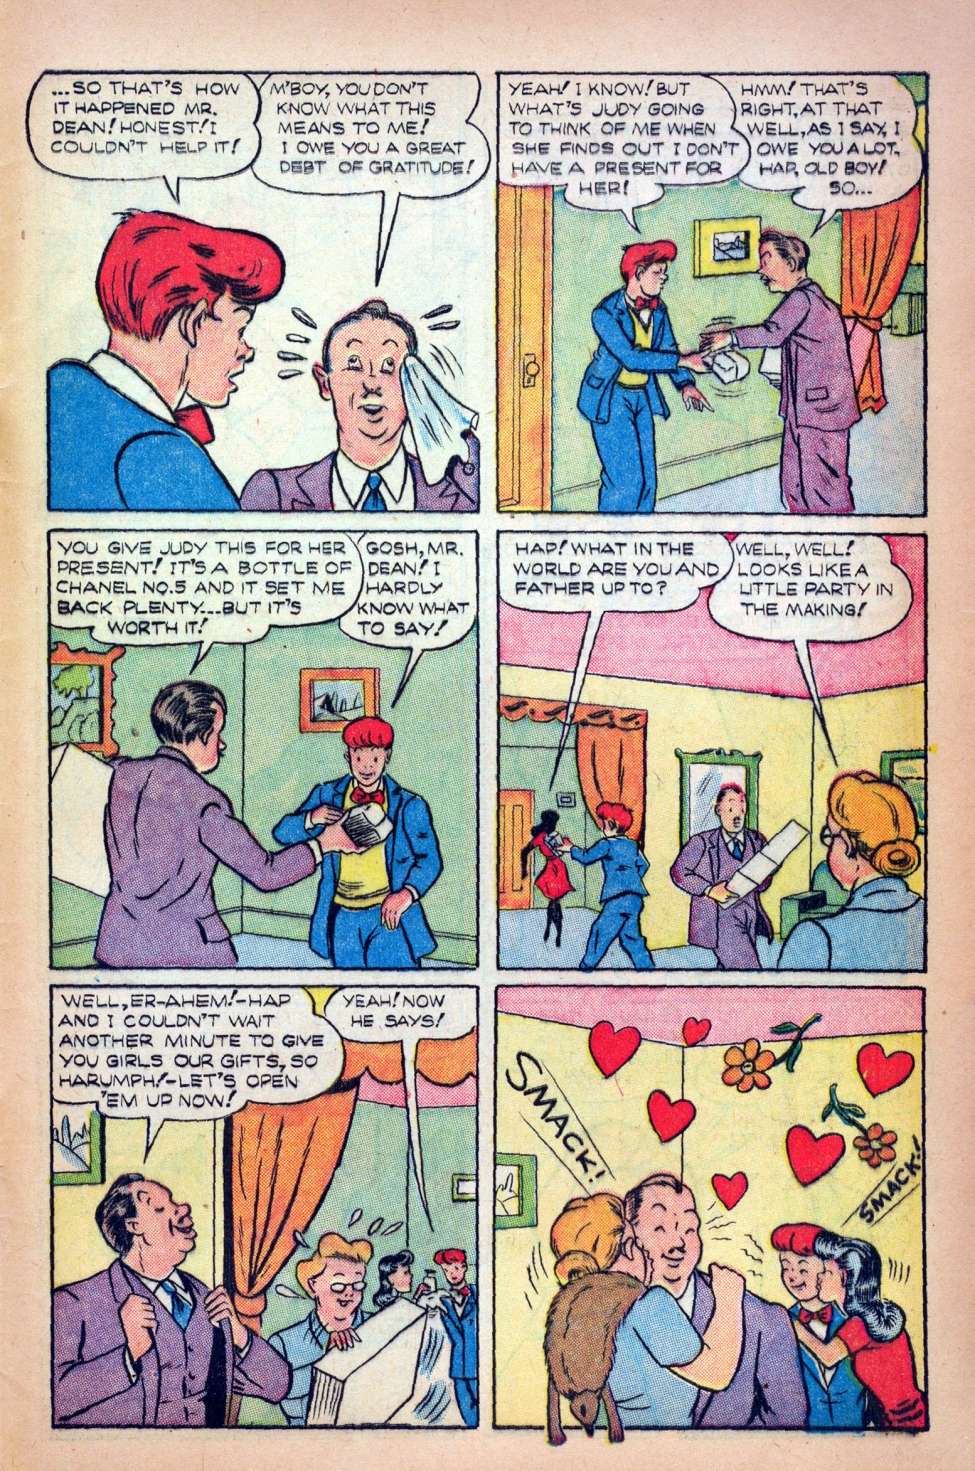 ...SO THAT'S HOW
IT HAPPENED MR.
DEAN! HONEST! I
COULDN'T HELP IT!
M'BOY, YOU DON'T
KNOW WHAT THIS
MEANS TO ME!
I OWE YOU A GREAT
DEBT OF GRATITUDE!
YEAH! I KNOW! BUT
WHAT'S JUDY GOING
TO THINK OF ME WHEN
SHE FINDS OUT I DON'T
HAVE A PRESENT FOR
HER!
HMM! THAT'S
RIGHT, AT THAT
WELL, AS I SAY, I
OWE YOU A LOT,
HAP, OLD BOY!
SO...
YOU GIVE JUDY THIS FOR HER
PRESENT! IT'S A BOTTLE OF
CHANEL NO.5 AND IT SET ME
BACK PLENTY...BUT IT'S
WORTH IT!
GOSH, MR.
DEAN! I
HARDLY
KNOW WHAT
TO SAY!
HAP! WHAT IN THE
WORLD ARE YOU AND
FATHER UP TO?
WELL, WELL!
LOOKS LIKE A
LITTLE PARTY IN
THE MAKING!
WELL, ER-AHEM!-HAP
AND I COULDN'T WAIT
ANOTHER MINUTE TO GIVE
YOU GIRLS OUR GIFTS, SO
HARUMPH!-LET'S OPEN
'EM UP NOW!
YEAH! NOW
HE SAYS!
SMACK!
SMACK!